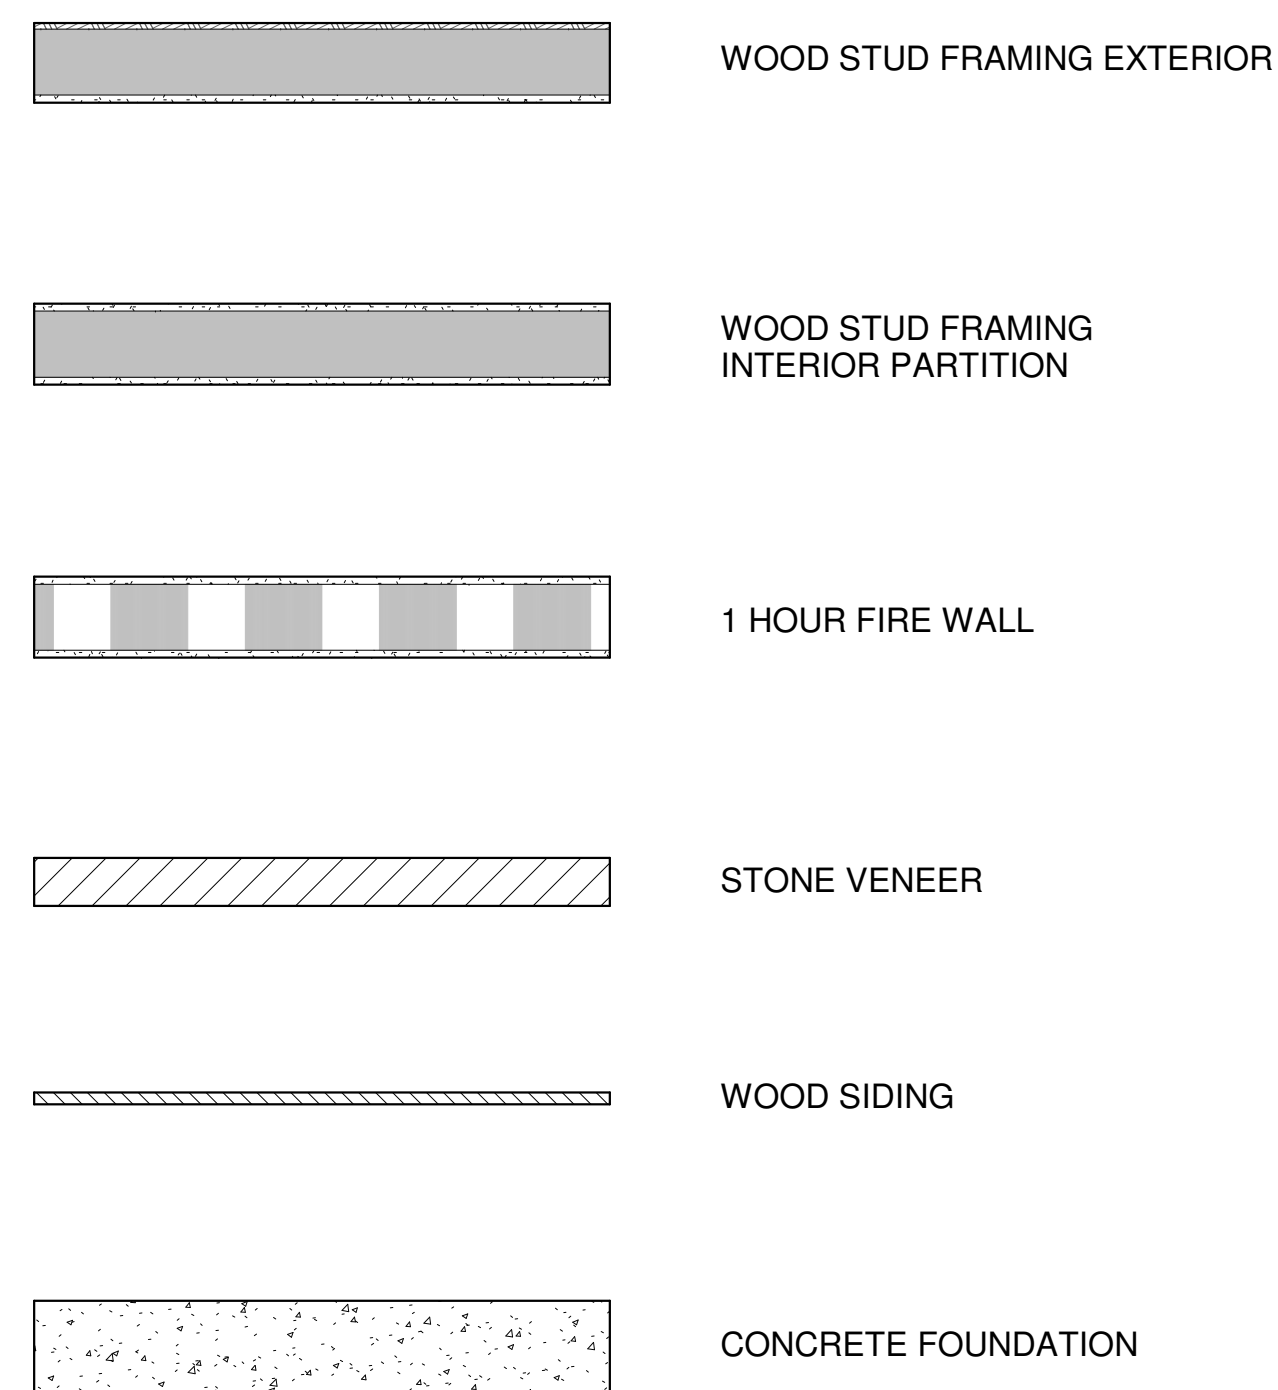 WOOD STUD FRAMING EXTERIOR
WOOD STUD FRAMING
INTERIOR PARTITION
1 HOUR FIRE WALL
STONE VENEER
WOOD SIDING
CONCRETE FOUNDATION